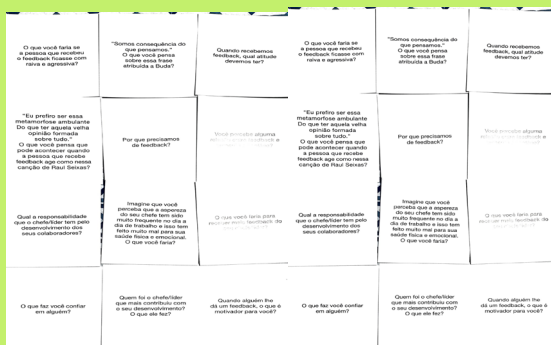 O que você faria se
a pessoa que recebeu
o feedback ficasse com
raiva e agressiva?
"Somos consequência do
que pensamos."
O que você pensa
sobre essa frase
atribuída a Buda?
Quando recebemos
feedback, qual atitude
devemos ter?
"Eu prefiro ser essa
metamorfose ambulante
Do que ter aquela velha
opinião formada
sobre tudo."
O que você pensa que
pode acontecer quando
a pessoa que recebe
feedback age como nessa
canção de Raul Seixas?
Por que precisamos
de feedback?
Você alguma
Qual a responsabilidade
que o chefe/líder tem pelo
desenvolvimento dos
seus colaboradores?
Imagine que você
perceba que a aspereza
do seu chefe tem sido
muito frequente no dia a
dia de trabalho e isso tem
feito muito mal para sua
saúde física e emocional.
O que você faria?
O que você faria para
feedback
O que faz você confiar
em alguém?
Quem foi o chefe/líder
que mais contribuiu com
o seu desenvolvimento?
O que ele fez?
Quando alguém lhe
dá um feedback, o que é
motivador para você?
O que você faria se
a pessoa que recebeu
o feedback ficasse com
raiva e agressiva?
"Somos consequência do
que pensamos."
O que você pensa
sobre essa frase
atribuída a Buda?
Quando recebemos
feedback, qual atitude
devemos ter?
"Eu prefiro ser essa
metamorfose ambulante
Do que ter aquela velha
opinião formada
sobre tudo."
O que você pensa que
pode acontecer quando
a pessoa que recebe
feedback age como nessa
canção de Raul Seixas?
Por que precisamos
de feedback?
Você alguma
Qual a responsabilidade
que o chefe/líder tem pelo
desenvolvimento dos
seus colaboradores?
Imagine que você
perceba que a aspereza
do seu chefe tem sido
muito frequente no dia a
dia de trabalho e isso tem
feito muito mal para sua
saúde física e emocional.
O que você faria?
O que você faria para
feedback
O que faz você confiar
em alguém?
Quem foi o chefe/líder
que mais contribuiu com
o seu desenvolvimento?
O que ele fez?
Quando alguém lhe
dá um feedback, o que é
motivador para você?